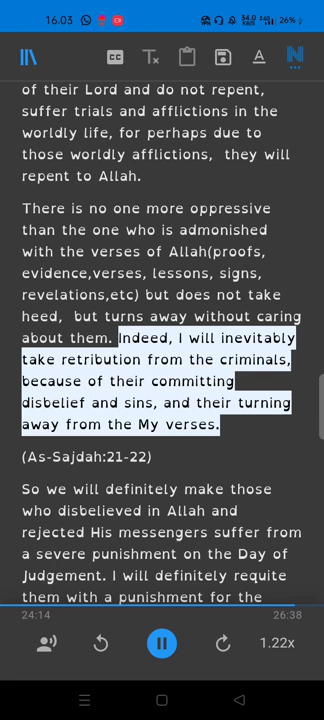 16.03
34.0
KB/S
26%
CC
A
N
of their Lord and do not repent,
suffer trials and afflictions in the
worldly life, for perhaps due to
those worldly afflictions,  they will
repent to Allah.
There is no one more oppressive
than the one who is admonished
with the verses of Allah(proofs,
evidence,verses, lessons, signs,
revelations,etc) but does not take
heed,  but turns away without caring
about them. Indeed, I will inevitably
take retribution from the criminals,
because of their committing
disbelief and sins, and their turning
away from the My verses.
(As-Sajdah:21-22)
So we will definitely make those
who disbelieved in Allah and
rejected His messengers suffer from
a severe punishment on the Day of
Judgement. I will definitely requite
them with a punishment for the
24:14
26:38
1.22x